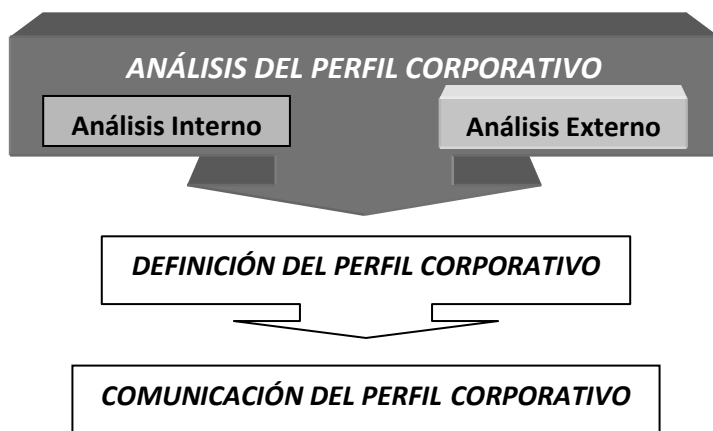 ANÁLISIS DEL PERFIL CORPORATIVO
Análisis Interno
Análisis Externo
DEFINICIÓN DEL PERFIL CORPORATIVO
COMUNICACIÓN DEL PERFIL CORPORATIVO